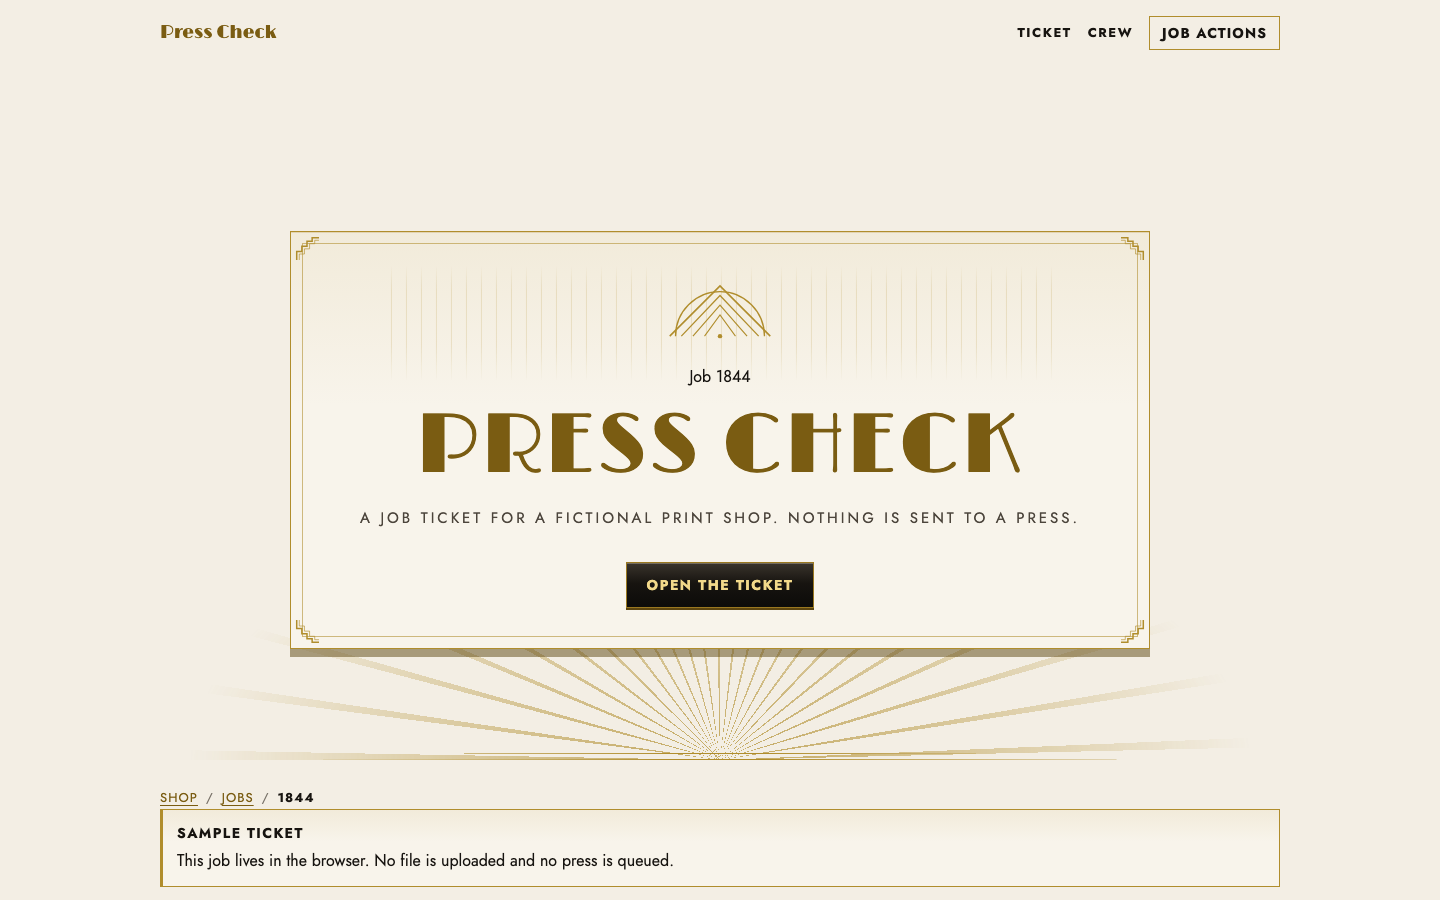 Press Check
TICKET CREW JOB ACTIONS
Job 1844
PRESS CHECK
A JOB TICKET FOR A FICTIONAL PRINT SHOP. NOTHING IS SENT TO A PRESS.
OPEN THE TICKET
SHOP / JOBS / 1844
SAMPLE TICKET
This job lives in the browser. No file is uploaded and no press is queued.